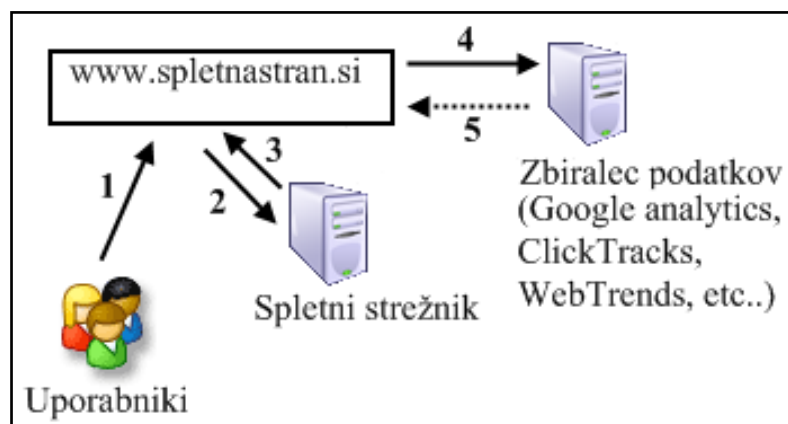 www.spletnastran.si
4
5
3
1
2
Zbiralec podatkov
(Google analytics,
ClickTracks,
WebTrends, etc..)
Spletni strežnik
Uporabniki